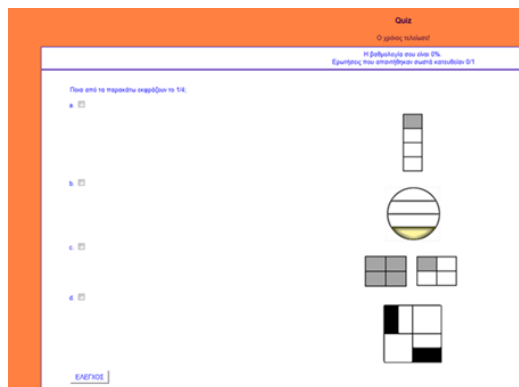 Quiz
Ο χρόνος τελείωσε!
Η βαθμολογία σου είναι 0%.
Ερωτήσεις που απαντήθηκαν σωστά κατευθείαν 0/1
Ποια από τα παρακάτω εκφράζουν το 1/4;
a.
b.
c.
d.
ΕΛΕΓΧΟΣ